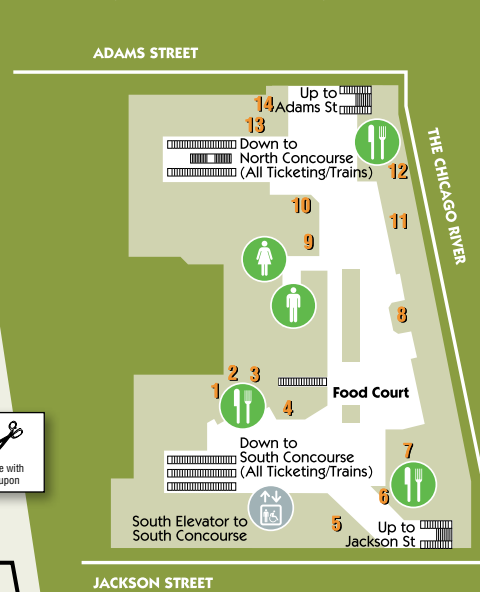 ADAMS STREET
Up to
Adams St
14
13
Down to
North Concourse
(All Ticketing/Trains)
12
THE CHICAGO RIVER
10
11
9
8
2
3
1
4
Food Court
Down to
South Concourse
(All Ticketing/Trains)
7
6
e with
upon
South Elevator to
South Concourse
5
Up to
Jackson St
JACKSON STREET